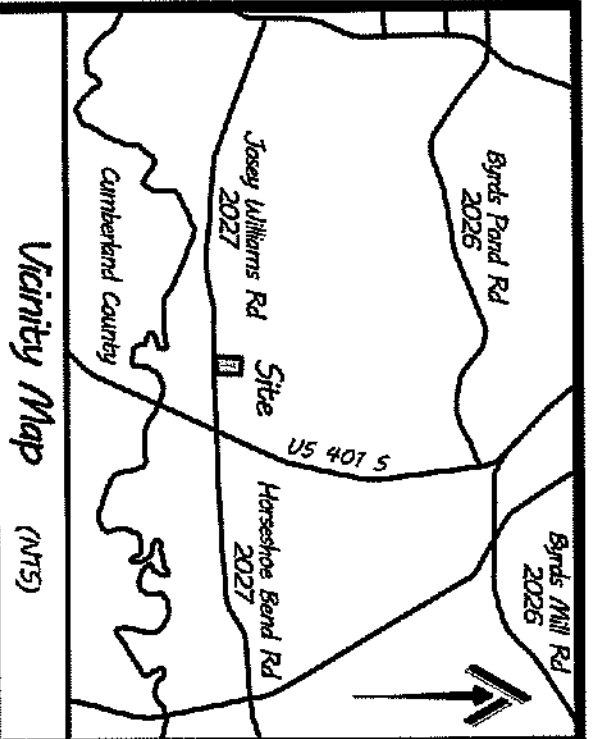 Byrds Pond Rd
2026
Byrds Mill Rd
2026
Josey Williams Rd
2027
Site
US 401 S
Horseshoe Bend Rd
2027
Cumberland County
Vicinity Map (NTS)